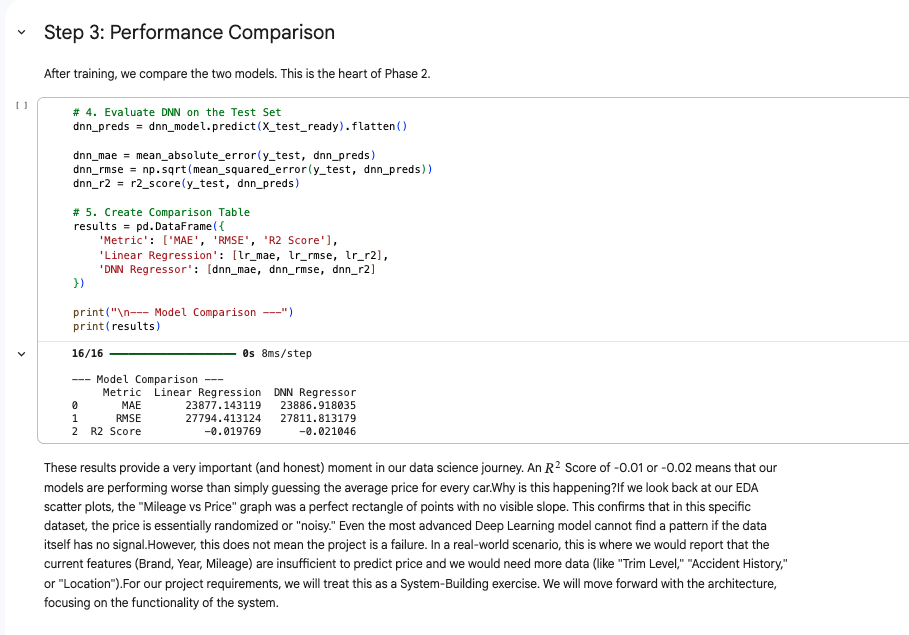 Step 3: Performance Comparison
After training, we compare the two models. This is the heart of Phase 2.
[ ]
# 4. Evaluate DNN on the Test Set
dnn_preds = dnn_model.predict(X_test_ready).flatten()
dnn_mae = mean_absolute_error(y_test, dnn_preds)
dnn_rmse = np.sqrt(mean_squared_error(y_test, dnn_preds))
dnn_r2 = r2_score(y_test, dnn_preds)
# 5. Create Comparison Table
results = pd.DataFrame({
    'Metric': ['MAE', 'RMSE', 'R2 Score'],
    'Linear Regression': [lr_mae, lr_rmse, lr_r2],
    'DNN Regressor': [dnn_mae, dnn_rmse, dnn_r2]
})
print("\n--- Model Comparison ---")
print(results)
16/16 ━━━━━━━━━━━━━━━━━━━━ 0s 8ms/step
--- Model Comparison ---
     Metric  Linear Regression  DNN Regressor
0       MAE       23877.143119   23886.918035
1      RMSE       27794.413124   27811.813179
2  R2 Score          -0.019769      -0.021046
These results provide a very important (and honest) moment in our data science journey. An R² Score of -0.01 or -0.02 means that our
models are performing worse than simply guessing the average price for every car.Why is this happening?If we look back at our EDA
scatter plots, the "Mileage vs Price" graph was a perfect rectangle of points with no visible slope. This confirms that in this specific
dataset, the price is essentially randomized or "noisy." Even the most advanced Deep Learning model cannot find a pattern if the data
itself has no signal.However, this does not mean the project is a failure. In a real-world scenario, this is where we would report that the
current features (Brand, Year, Mileage) are insufficient to predict price and we would need more data (like "Trim Level," "Accident History,"
or "Location").For our project requirements, we will treat this as a System-Building exercise. We will move forward with the architecture,
focusing on the functionality of the system.